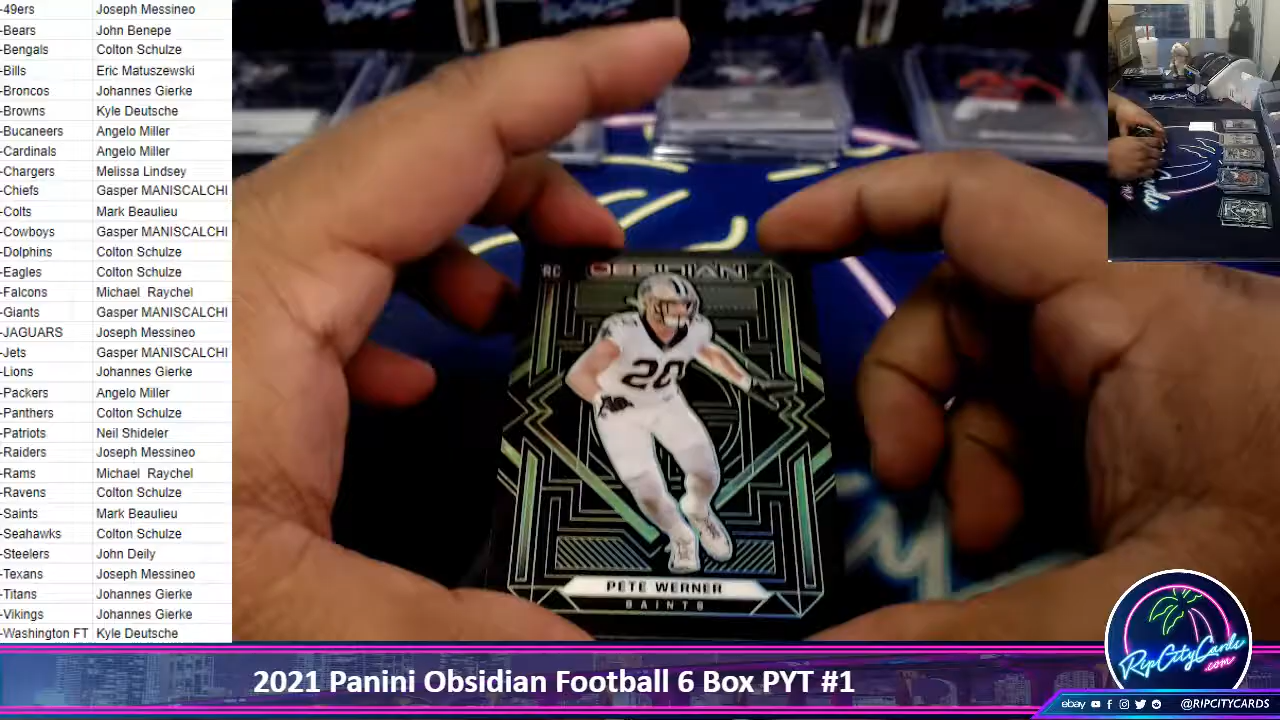 -49ers Joseph Messineo
-Bears John Benepe
-Bengals Colton Schulze
-Bills Eric Matuszewski
-Broncos Johannes Gierke
-Browns Kyle Deutsche
-Bucaneers Angelo Miller
-Cardinals Angelo Miller
-Chargers Melissa Lindsey
-Chiefs Gasper MANISCALCHI
-Colts Mark Beaulieu
-Cowboys Gasper MANISCALCHI
-Dolphins Colton Schulze
-Eagles Colton Schulze
-Falcons Michael Raychel
-Giants Gasper MANISCALCHI
-JAGUARS Joseph Messineo
-Jets Gasper MANISCALCHI
-Lions Johannes Gierke
-Packers Angelo Miller
-Panthers Colton Schulze
-Patriots Neil Shideler
-Raiders Joseph Messineo
-Rams Michael Raychel
-Ravens Colton Schulze
-Saints Mark Beaulieu
-Seahawks Colton Schulze
-Steelers John Deily
-Texans Joseph Messineo
-Titans Johannes Gierke
-Vikings Johannes Gierke
-Washington FT Kyle Deutsche
RC OBSIDIAN
20
PETE WERNER
SAINTS
2021 Panini Obsidian Football 6 Box PYT #1
RipCityCards
.com
ebay @RIPCITYCARDS